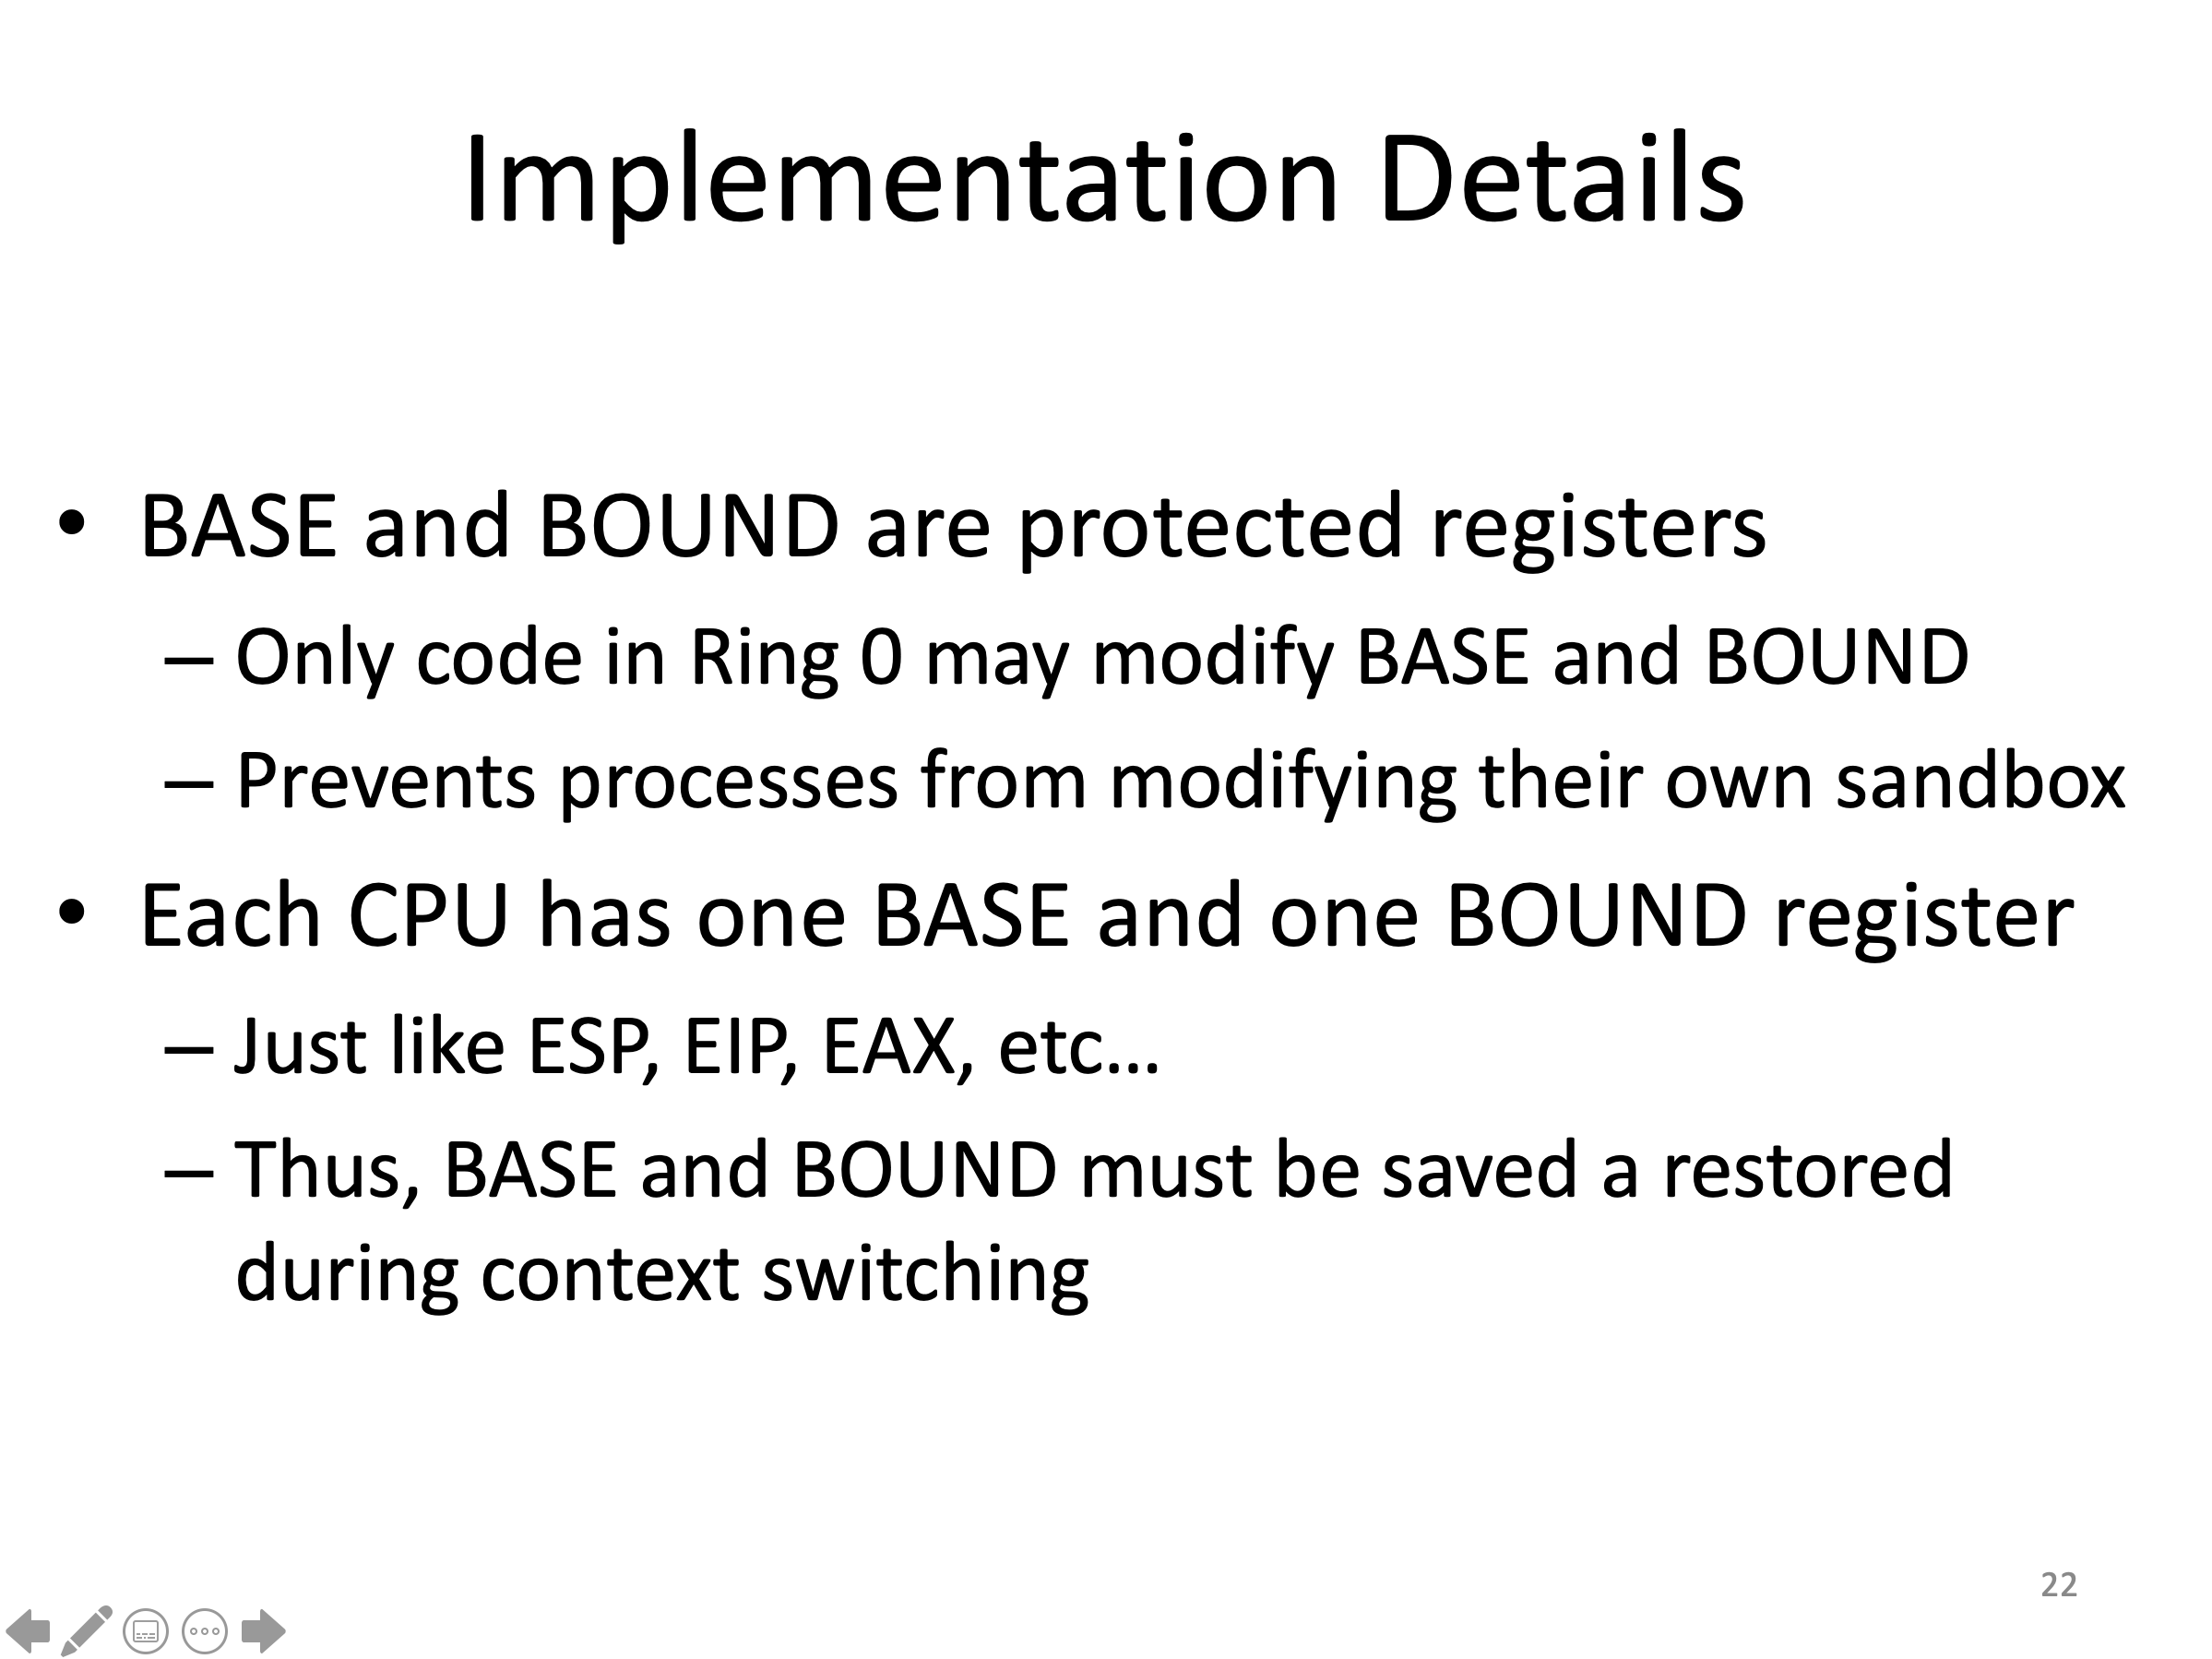 Implementation Details
• BASE and BOUND are protected registers
– Only code in Ring 0 may modify BASE and BOUND
– Prevents processes from modifying their own sandbox
• Each CPU has one BASE and one BOUND register
– Just like ESP, EIP, EAX, etc…
– Thus, BASE and BOUND must be saved a restored
during context switching
22